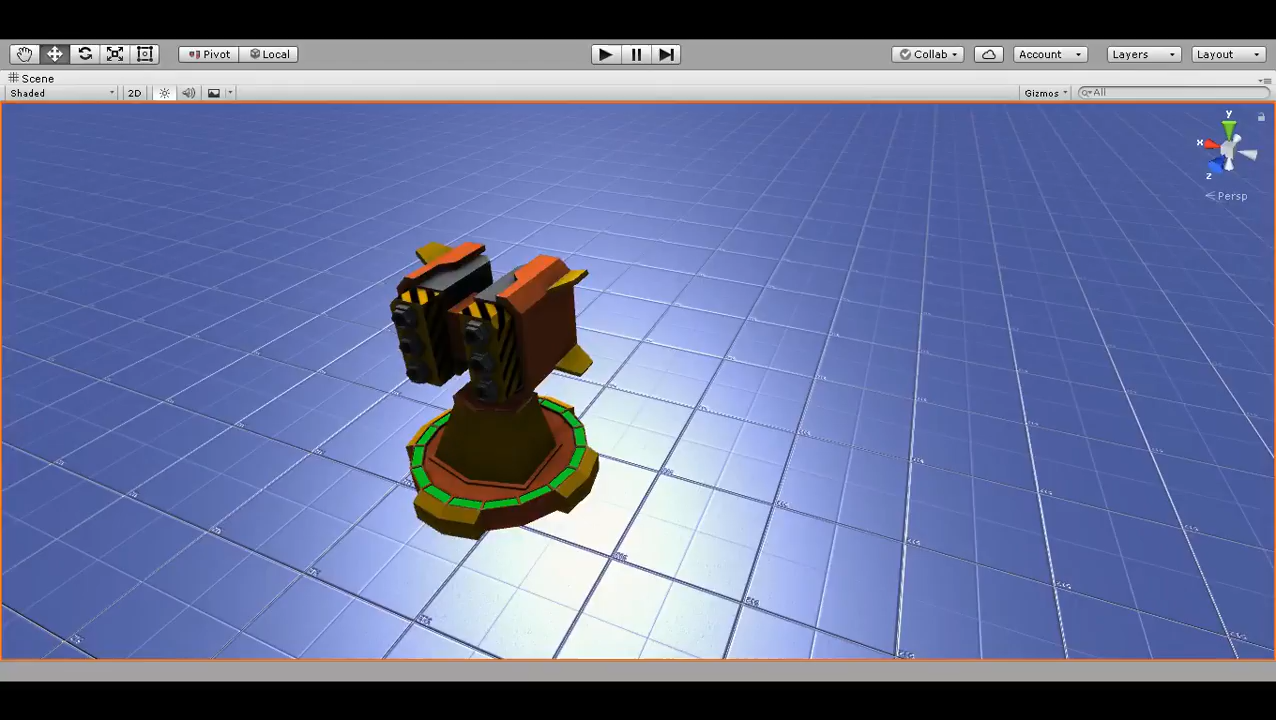 Pivot Local Collab Account Layers Layout
Scene
Shaded 2D Gizmos All
y
x
z
Persp